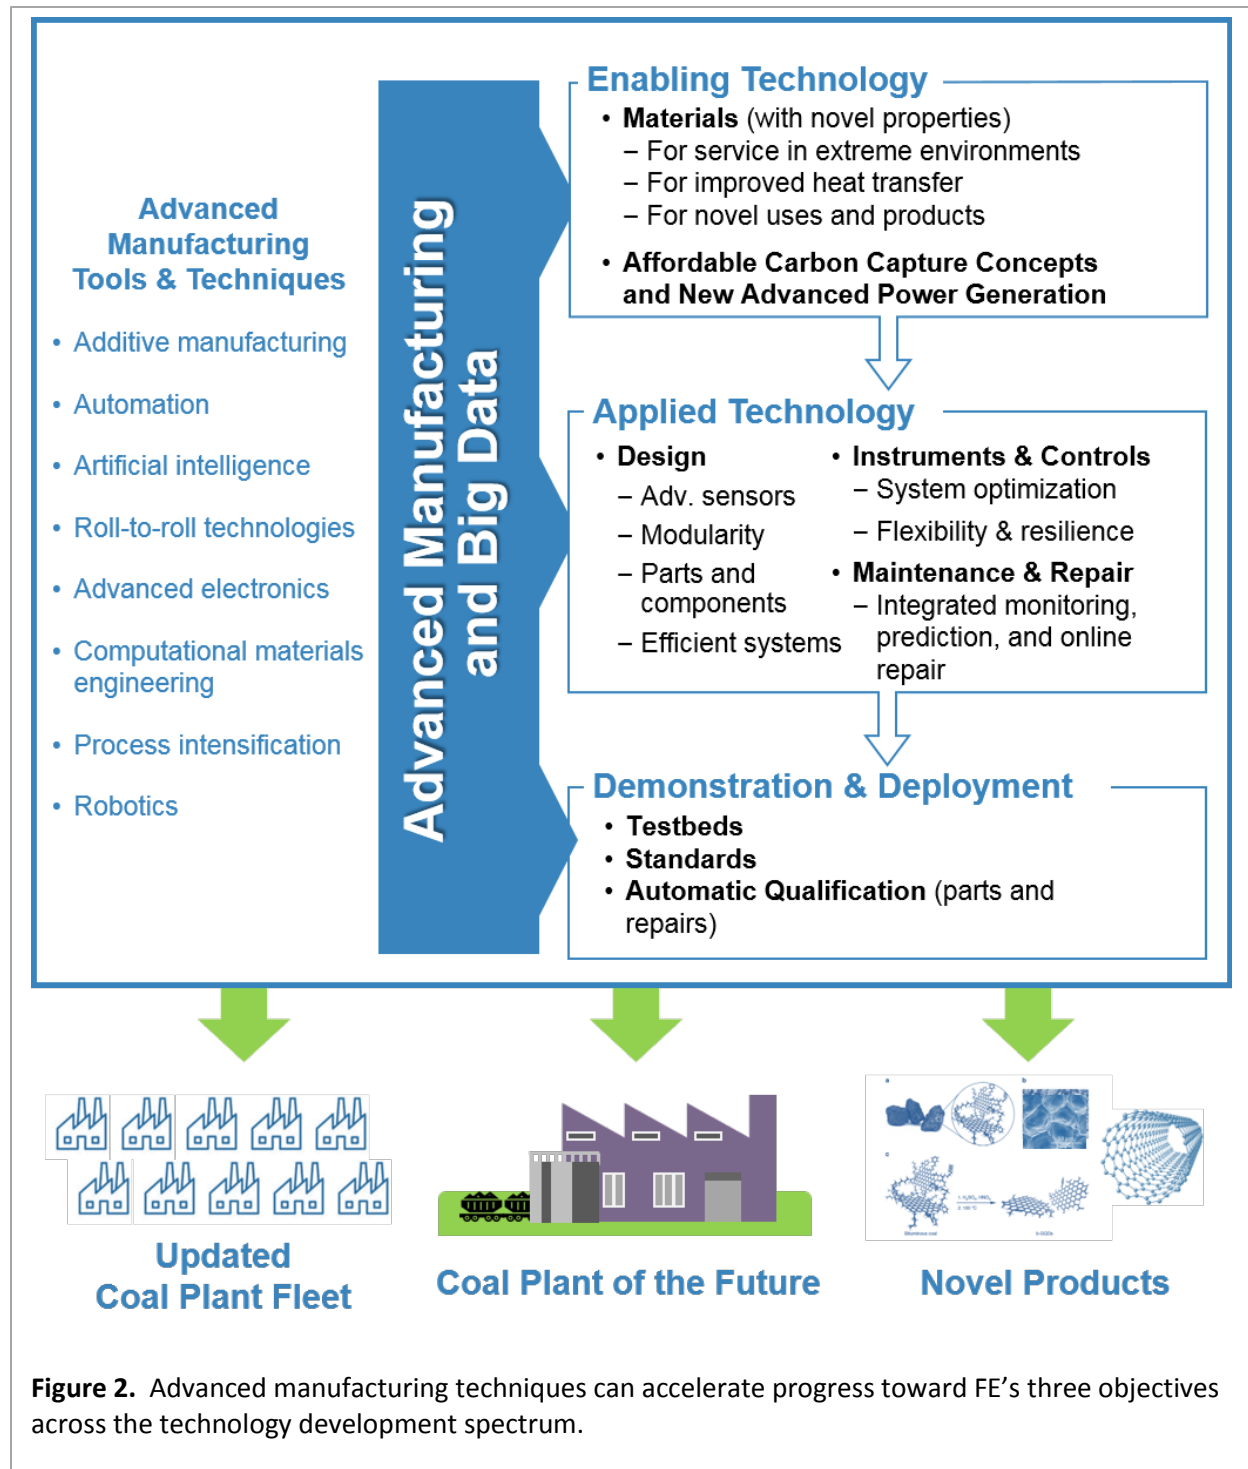 Advanced
Manufacturing
Tools & Techniques
• Additive manufacturing
• Automation
• Artificial intelligence
• Roll-to-roll technologies
• Advanced electronics
• Computational materials
engineering
• Process intensification
• Robotics
Advanced Manufacturing
and Big Data
Enabling Technology
• Materials (with novel properties)
– For service in extreme environments
– For improved heat transfer
– For novel uses and products
• Affordable Carbon Capture Concepts
and New Advanced Power Generation
Applied Technology
• Design
– Adv. sensors
– Modularity
– Parts and
components
– Efficient systems
• Instruments & Controls
– System optimization
– Flexibility & resilience
• Maintenance & Repair
– Integrated monitoring,
prediction, and online
repair
Demonstration & Deployment
• Testbeds
• Standards
• Automatic Qualification (parts and
repairs)
a
b
c
Bituminous coal
Updated
Coal Plant Fleet
Coal Plant of the Future
Novel Products
Figure 2. Advanced manufacturing techniques can accelerate progress toward FE’s three objectives
across the technology development spectrum.